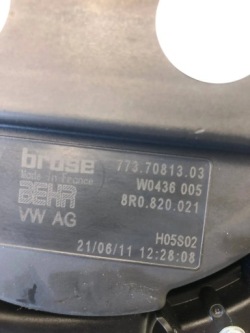 brose 773.70813.03
Made in France W0436 005
BEHR 8R0.820.021
VW AG
H05S02
21/06/11 12:28:08